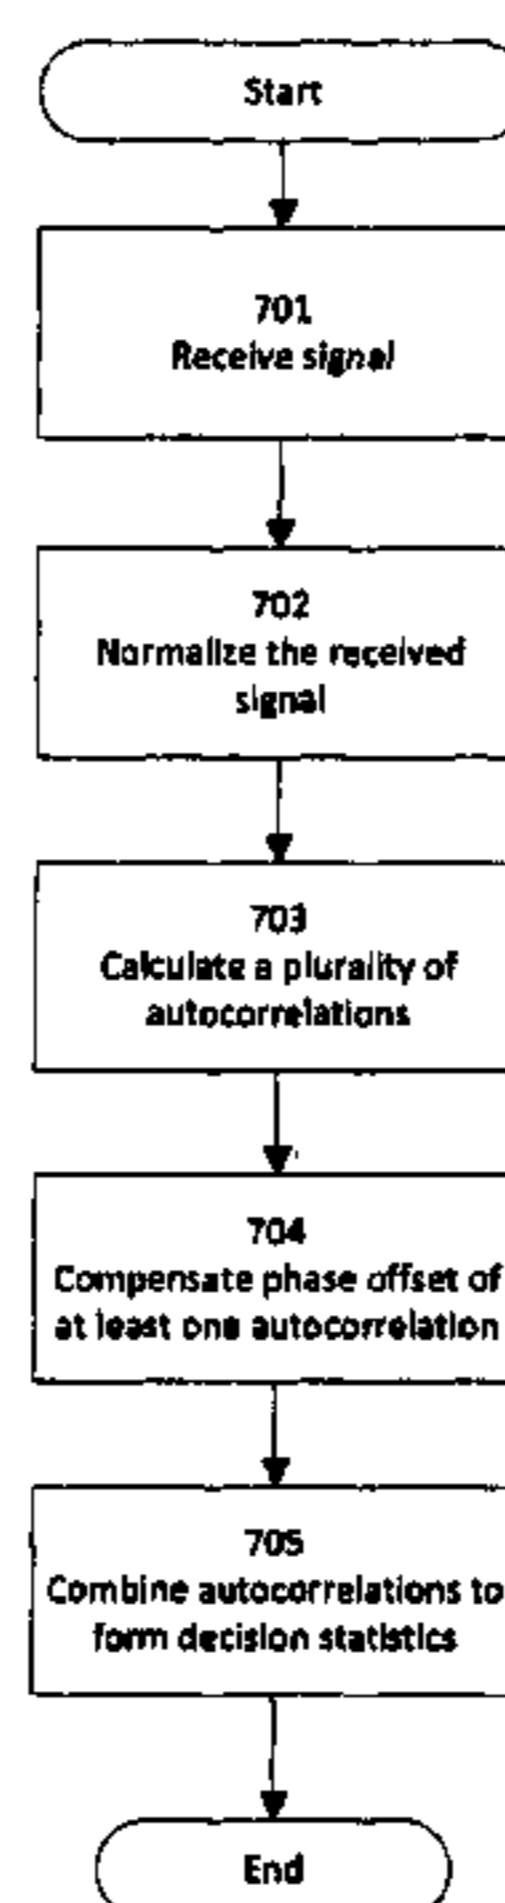 Start
701
Receive signal
702
Normalize the received
signal
703
Calculate a plurality of
autocorrelations
704
Compensate phase offset of
at least one autocorrelation
705
Combine autocorrelations to
form decision statistics
End